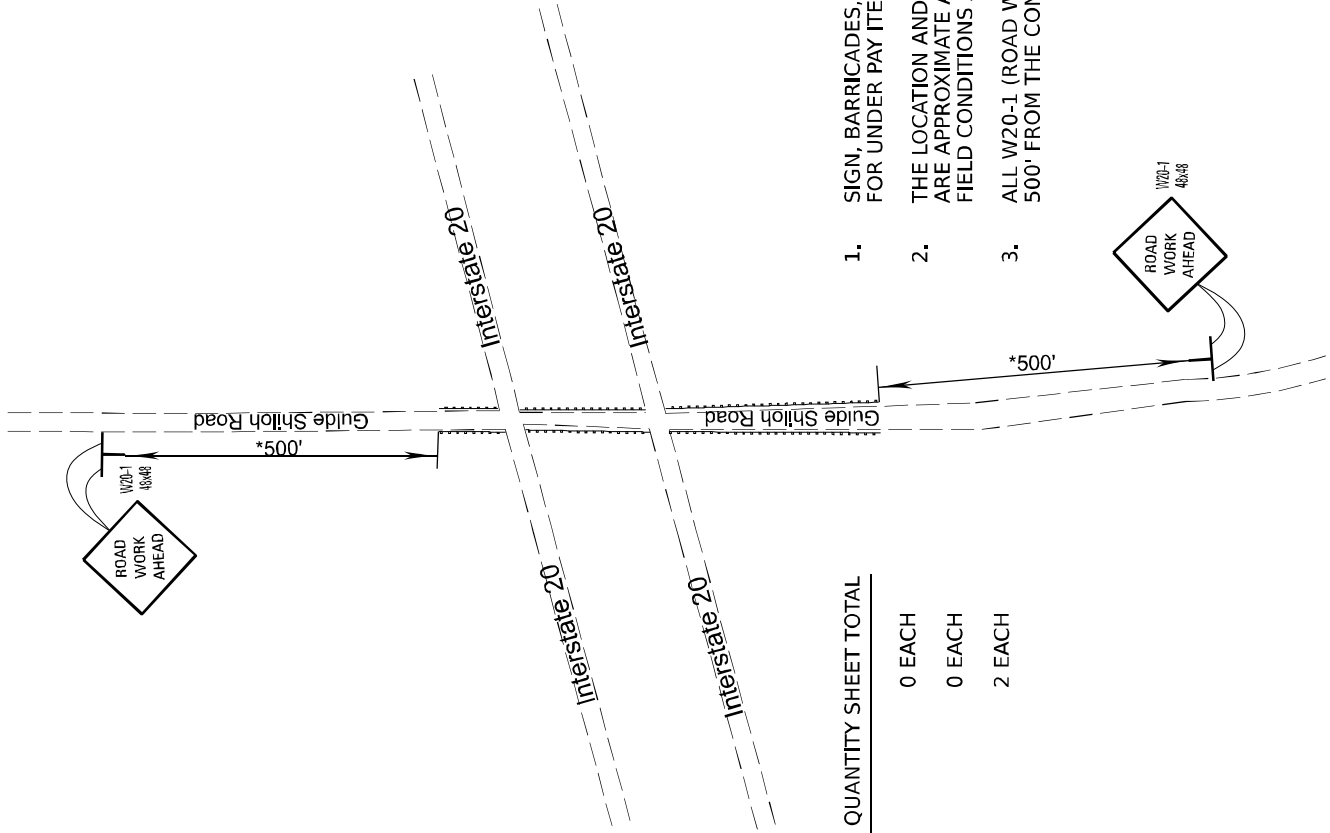 ROAD
WORK
AHEAD
W20-1
48x48
*500'
Gulde Shiloh Road
Interstate 20
Interstate 20
Interstate 20
Interstate 20
Gulde Shiloh Road
*500'
ROAD
WORK
AHEAD
W20-1
48x48
1. SIGN, BARRICADES,
FOR UNDER PAY ITE
2. THE LOCATION AND
ARE APPROXIMATE A
FIELD CONDITIONS
3. ALL W20-1 (ROAD W
500' FROM THE CON
QUANTITY SHEET TOTAL
0 EACH
0 EACH
2 EACH